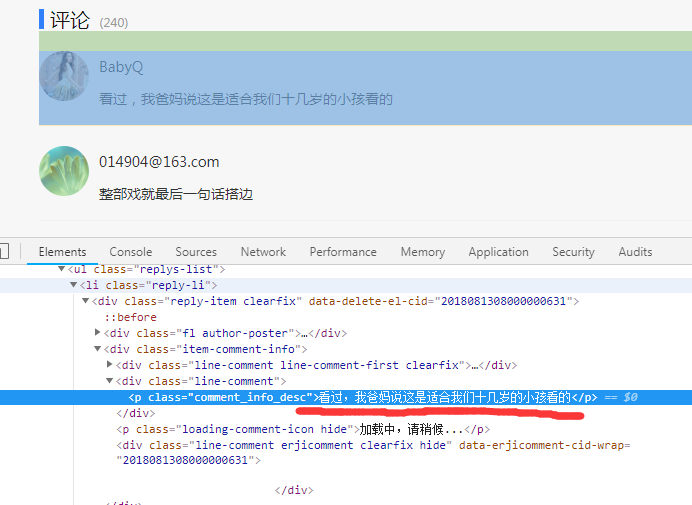 评论 (240)
BabyQ
看过，我爸妈说这是适合我们十几岁的小孩看的
014904@163.com
整部戏就最后一句话搭边
Elements Console Sources Network Performance Memory Application Security Audits
▼<ul class="replys-list">
▼<li class="reply-li">
▼<div class="reply-item clearfix" data-delete-el-cid="2018081308000000631">
::before
▶<div class="fl author-poster">…</div>
▼<div class="item-comment-info">
▶<div class="line-comment line-comment-first clearfix">…</div>
▼<div class="line-comment">
<p class="comment_info_desc">看过，我爸妈说这是适合我们十几岁的小孩看的</p> == $0
</div>
<p class="loading-comment-icon hide">加载中，请稍候...</p>
<div class="line-comment erjicomment clearfix hide" data-erjicomment-cid-wrap=
"2018081308000000631">
</div>